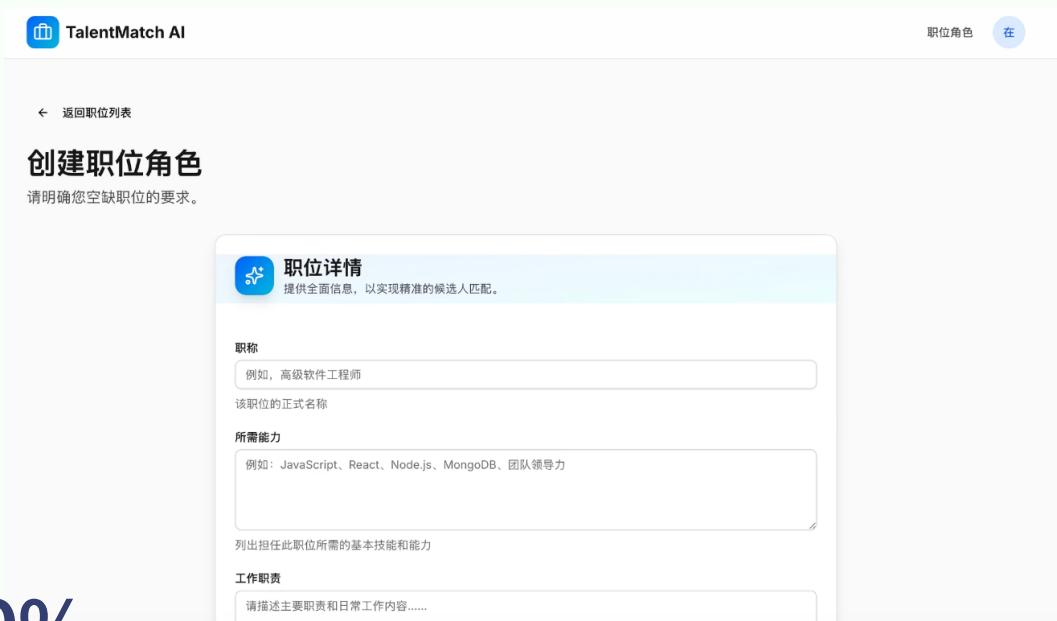 TalentMatch AI
职位角色
在
← 返回职位列表
创建职位角色
请明确您空缺职位的要求。
职位详情
提供全面信息，以实现精准的候选人匹配。
职称
例如，高级软件工程师
该职位的正式名称
所需能力
例如：JavaScript、React、Node.js、MongoDB、团队领导力
列出担任此职位所需的基本技能和能力
工作职责
请描述主要职责和日常工作内容......